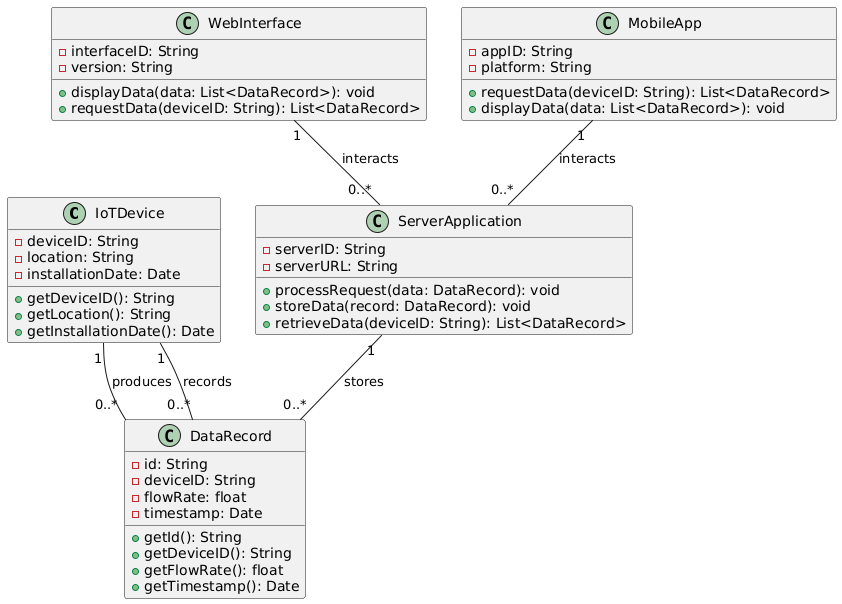 C WebInterface
interfaceID: String
version: String
displayData(data: List<DataRecord>): void
requestData(deviceID: String): List<DataRecord>
C MobileApp
appID: String
platform: String
requestData(deviceID: String): List<DataRecord>
displayData(data: List<DataRecord>): void
1
interacts
0..*
1
interacts
0..*
C IoTDevice
deviceID: String
location: String
installationDate: Date
getDeviceID(): String
getLocation(): String
getInstallationDate(): Date
C ServerApplication
serverID: String
serverURL: String
processRequest(data: DataRecord): void
storeData(record: DataRecord): void
retrieveData(deviceID: String): List<DataRecord>
1
produces
0..*
1
records
0..*
1
stores
0..*
C DataRecord
id: String
deviceID: String
flowRate: float
timestamp: Date
getId(): String
getDeviceID(): String
getFlowRate(): float
getTimestamp(): Date